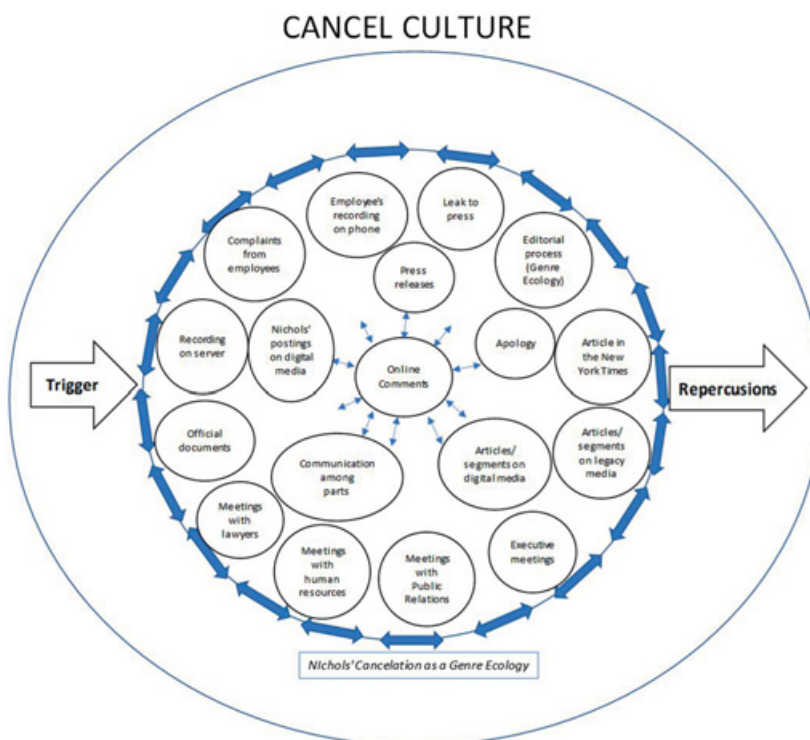 CANCEL CULTURE
Employee's
recording
on phone
Leak to
press
Complaints
from
employees
Press
releases
Editorial
process
(Genre
Ecology)
Recording
on server
Nichols'
postings
on digital
media
Online
Comments
Apology
Article in
the New
York Times
Trigger
Repercusions
Official
documents
Communication
among
parts
Articles/
segments on
digital media
Articles/
segments
on legacy
media
Meetings
with
lawyers
Meetings
with
human
resources
Meetings
with
Public
Relations
Executive
meetings
NIchols' Cancelation as a Genre Ecology